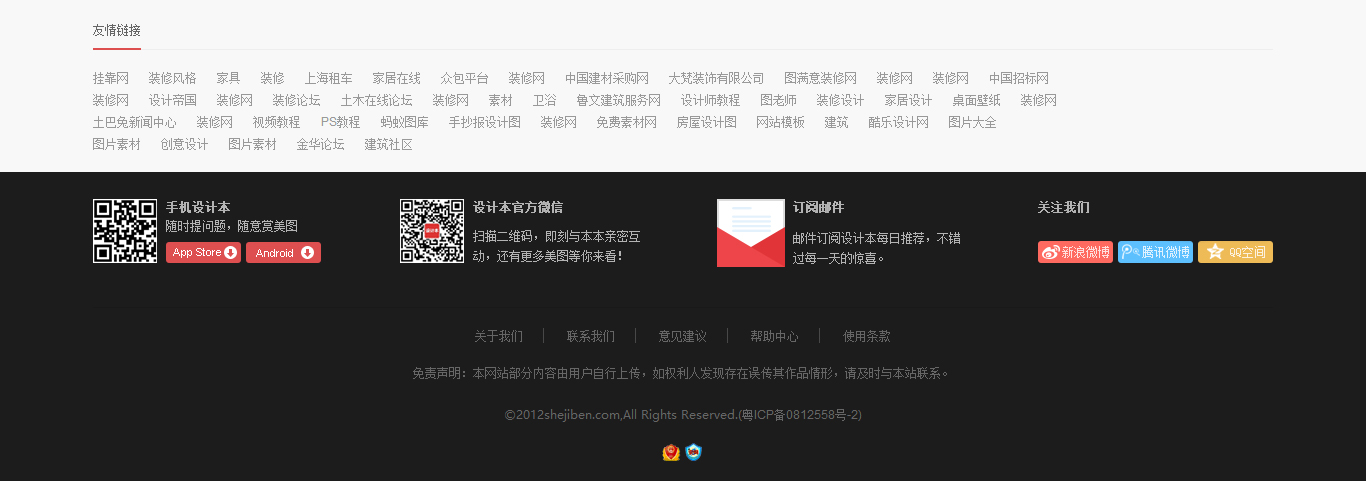 友情链接
挂靠网 装修风格 家具 装修 上海租车 家居在线 众包平台 装修网 中国建材采购网 大梵装饰有限公司 图满意装修网 装修网 装修网 中国招标网
装修网 设计帝国 装修网 装修论坛 土木在线论坛 装修网 素材 卫浴 鲁文建筑服务网 设计师教程 图老师 装修设计 家居设计 桌面壁纸 装修网
土巴兔新闻中心 装修网 视频教程 PS教程 蚂蚁图库 手抄报设计图 装修网 免费素材网 房屋设计图 网站模板 建筑 酷乐设计网 图片大全
图片素材 创意设计 图片素材 金华论坛 建筑社区
手机设计本
随时提问题，随意赏美图
App Store Android
设计本官方微信
扫描二维码，即刻与本本亲密互
动，还有更多美图等你来看！
订阅邮件
邮件订阅设计本每日推荐，不错
过每一天的惊喜。
关注我们
新浪微博 腾讯微博 QQ空间
关于我们 联系我们 意见建议 帮助中心 使用条款
免责声明：本网站部分内容由用户自行上传，如权利人发现存在误传其作品情形，请及时与本站联系。
©2012shejiben.com,All Rights Reserved.(粤ICP备0812558号-2)